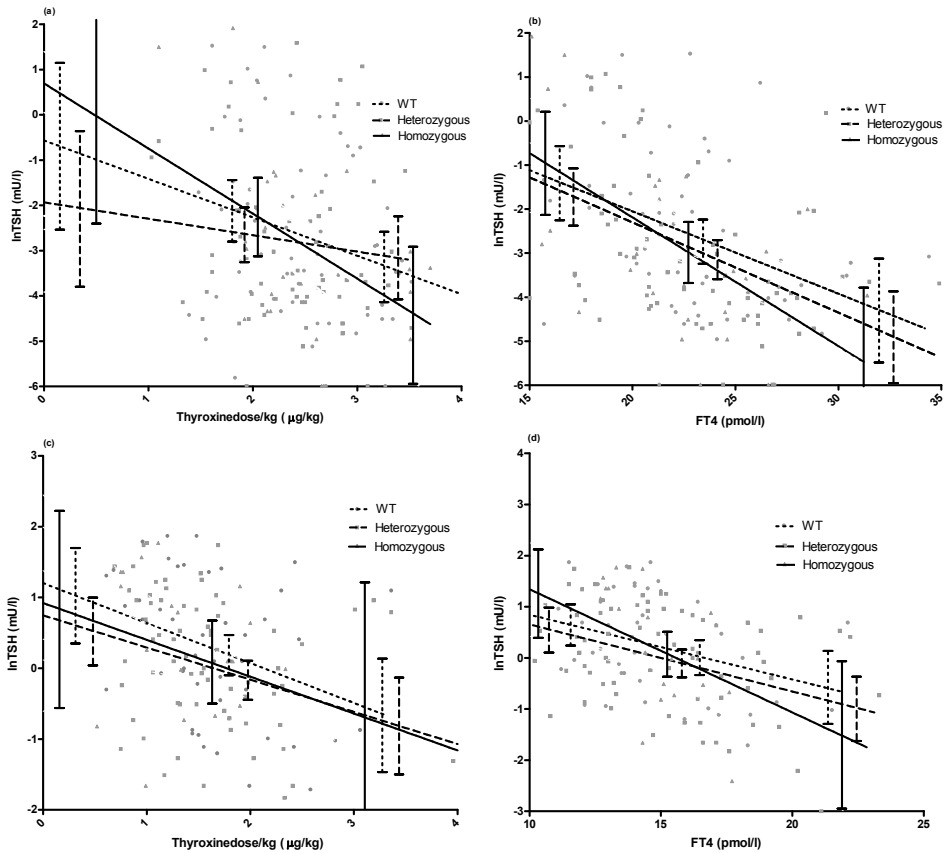 (a)
2
1
0
-1
-2
-3
-4
-5
-6
lnTSH (mU/l)
WT
Heterozygous
Homozygous
0
1
2
3
4
Thyroxinedose/kg ( μg/kg)
(b)
2
1
0
-1
-2
-3
-4
-5
-6
lnTSH (mU/l)
WT
Heterozygous
Homozygous
15
20
25
30
35
FT4 (pmol/l)
(c)
3
2
1
0
-1
-2
lnTSH (mU/l)
WT
Heterozygous
Homozygous
0
1
2
3
4
Thyroxinedose/kg ( μg/kg)
(d)
4
3
2
1
0
-1
-2
-3
lnTSH (mU/l)
WT
Heterozygous
Homozygous
10
15
20
25
FT4 (pmol/l)